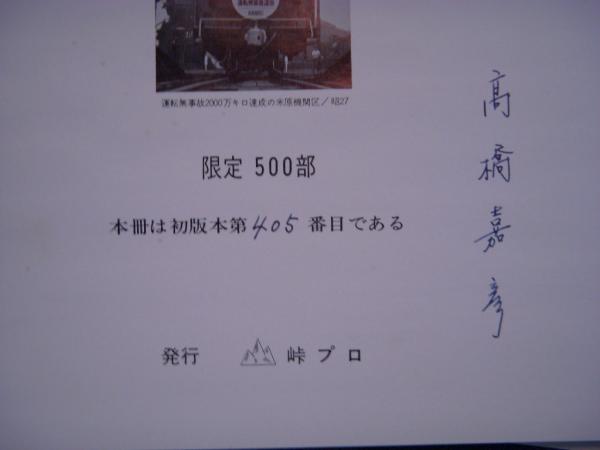 運転無事故2000万キロ達成の米原機関区／昭27
限定 500部
本冊は初版本第405番目である
発行 峠プロ
高橋嘉彦